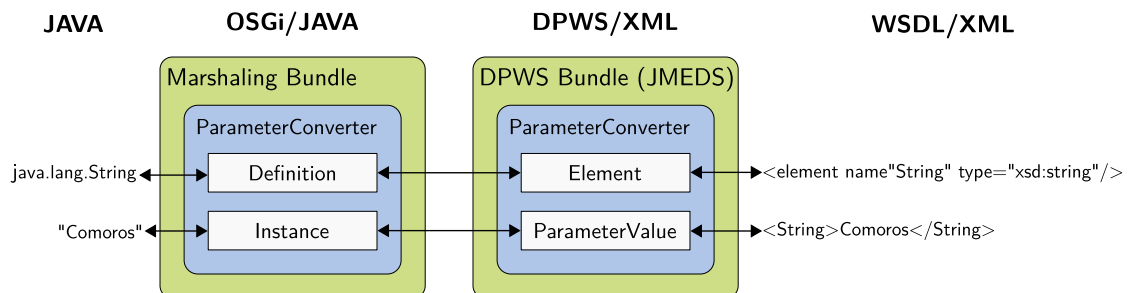 JAVA
OSGi/JAVA
DPWS/XML
WSDL/XML
Marshaling Bundle
DPWS Bundle (JMEDS)
ParameterConverter
ParameterConverter
java.lang.String
Definition
Element
<element name"String" type="xsd:string"/>
"Comoros"
Instance
ParameterValue
<String>Comoros</String>